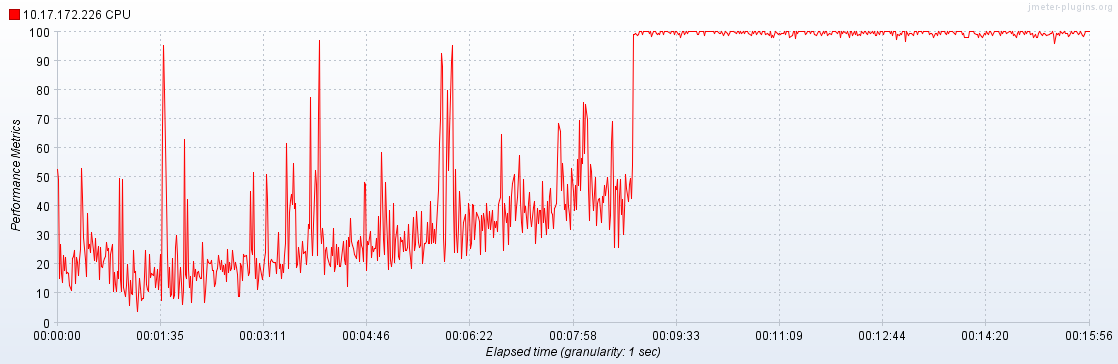 jmeter-plugins.org
10.17.172.226 CPU
100
90
80
70
60
50
40
30
20
10
0
Performance Metrics
00:00:00 00:01:35 00:03:11 00:04:46 00:06:22 00:07:58 00:09:33 00:11:09 00:12:44 00:14:20 00:15:56
Elapsed time (granularity: 1 sec)